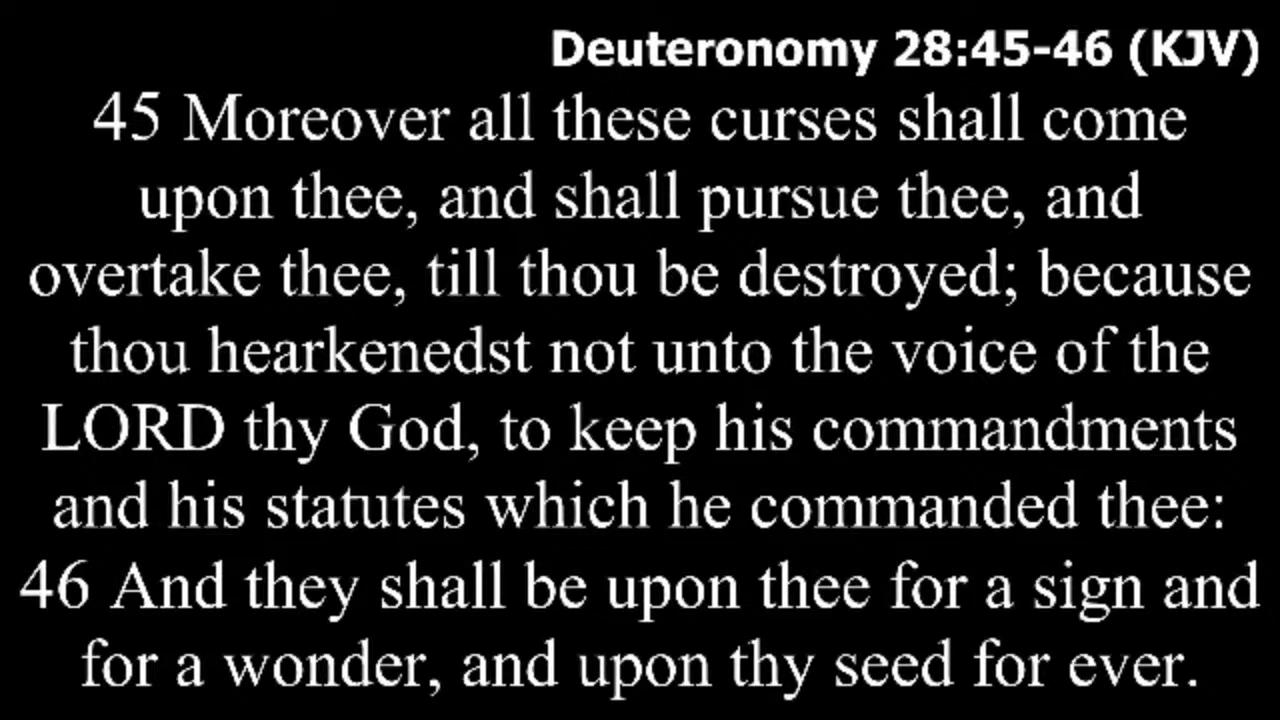 Deuteronomy 28:45-46 (KJV)
45 Moreover all these curses shall come
upon thee, and shall pursue thee, and
overtake thee, till thou be destroyed; because
thou hearkenedst not unto the voice of the
LORD thy God, to keep his commandments
and his statutes which he commanded thee:
46 And they shall be upon thee for a sign and
for a wonder, and upon thy seed for ever.